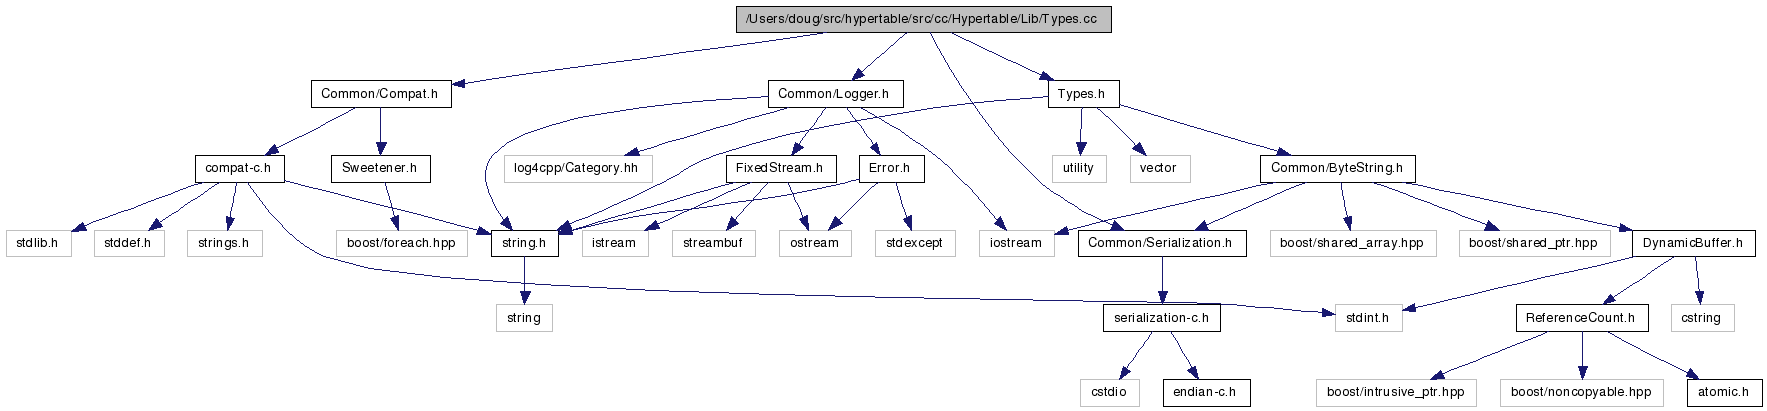 /Users/doug/src/hypertable/src/cc/Hypertable/Lib/Types.cc
Common/Compat.h
Common/Logger.h
Types.h
compat-c.h
Sweetener.h
log4cpp/Category.hh
FixedStream.h
Error.h
utility
vector
Common/ByteString.h
stdlib.h
stddef.h
strings.h
boost/foreach.hpp
string.h
istream
streambuf
ostream
stdexcept
iostream
Common/Serialization.h
boost/shared_array.hpp
boost/shared_ptr.hpp
DynamicBuffer.h
string
serialization-c.h
stdint.h
ReferenceCount.h
cstring
cstdio
endian-c.h
boost/intrusive_ptr.hpp
boost/noncopyable.hpp
atomic.h